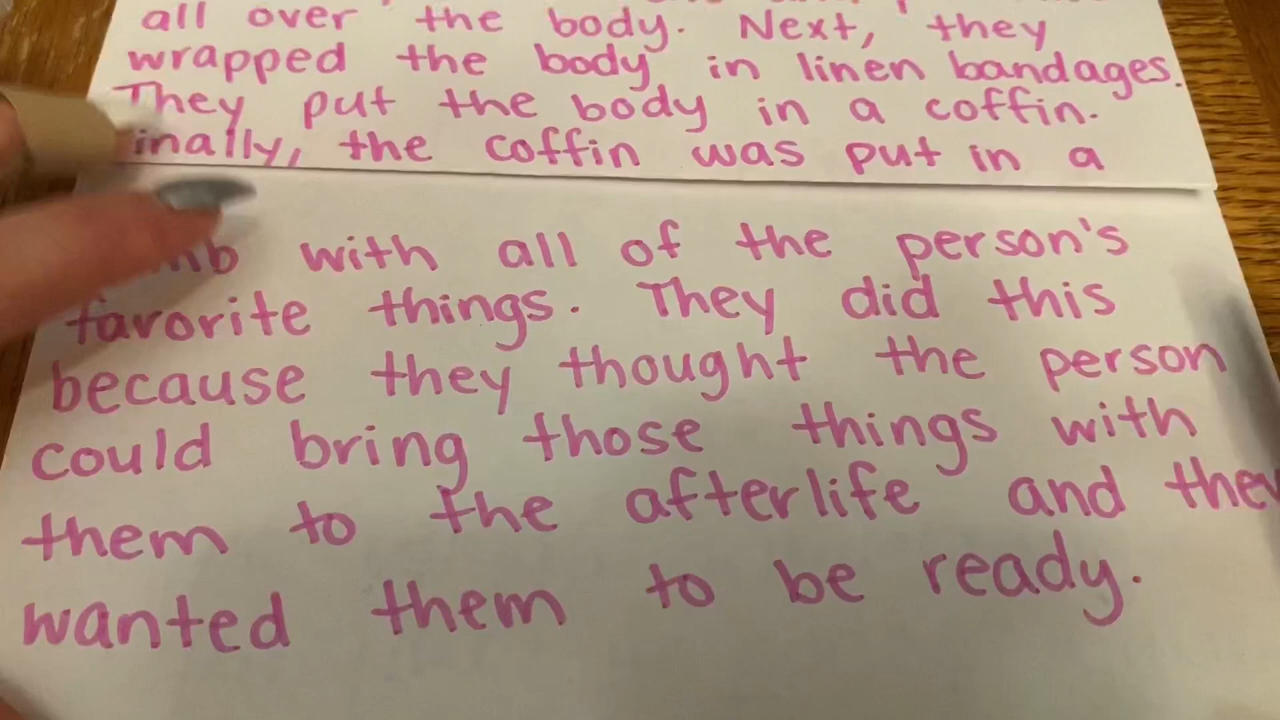 all over the body. Next, they
wrapped the body in linen bandages.
They put the body in a coffin.
inally, the coffin was put in a
mb with all of the person's
favorite things. They did this
because they thought the person
could bring those things with
them to the afterlife and they
wanted them to be ready.